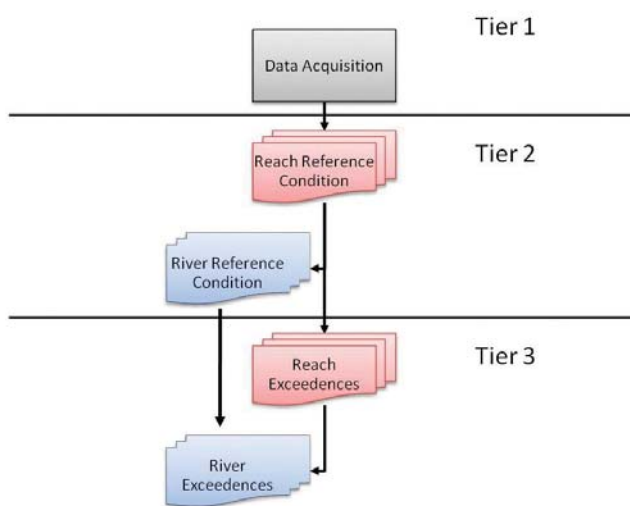 Tier 1
Data Acquisition
Tier 2
Reach Reference
Condition
River Reference
Condition
Tier 3
Reach
Exceedences
River
Exceedences